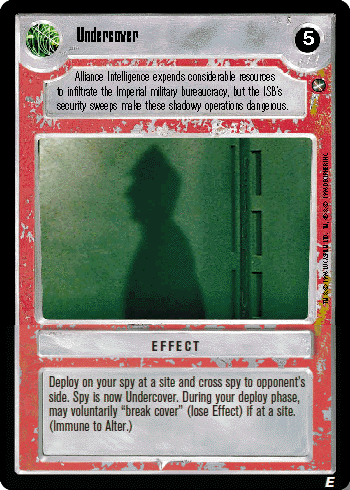 Undercover
5
Alliance Intelligence expends considerable resources
to infiltrate the Imperial military bureaucracy, but the ISB's
security sweeps make these shadowy operations dangerous.
EFFECT
Deploy on your spy at a site and cross spy to opponent's
side. Spy is now Undercover. During your deploy phase,
may voluntarily "break cover" (lose Effect) if at a site.
(Immune to Alter.)
E